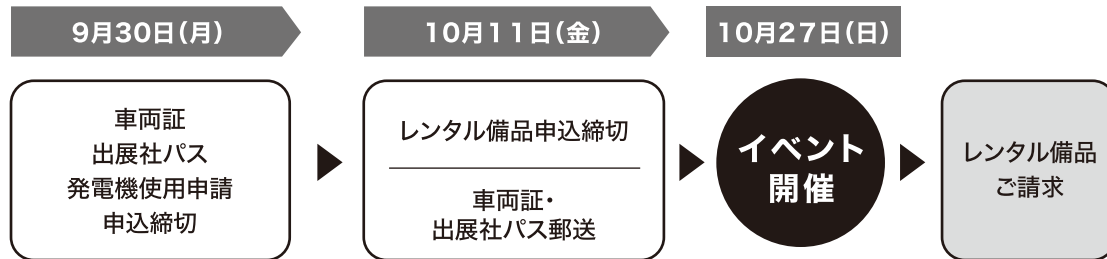 9月30日(月)
10月11日(金)
10月27日(日)
車両証
出展社パス
発電機使用申請
申込締切
レンタル備品申込締切
車両証・
出展社パス郵送
イベント
開催
レンタル備品
ご請求